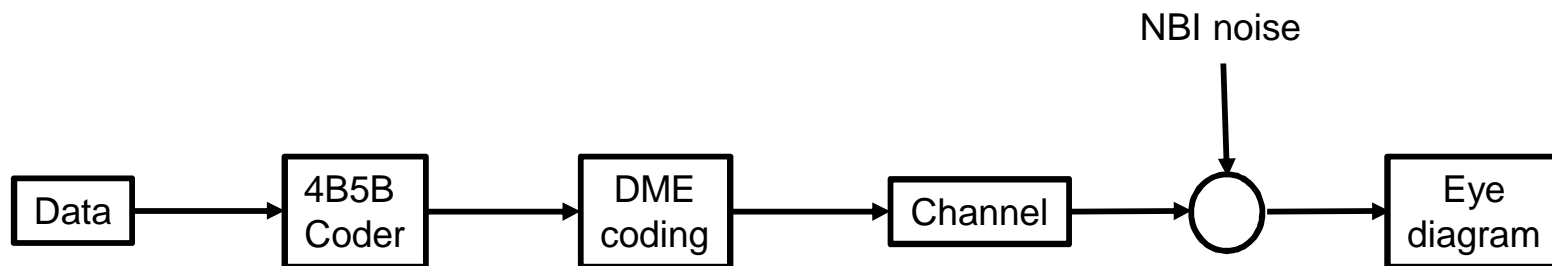 NBI noise
Data
4B5B
Coder
DME
coding
Channel
Eye
diagram